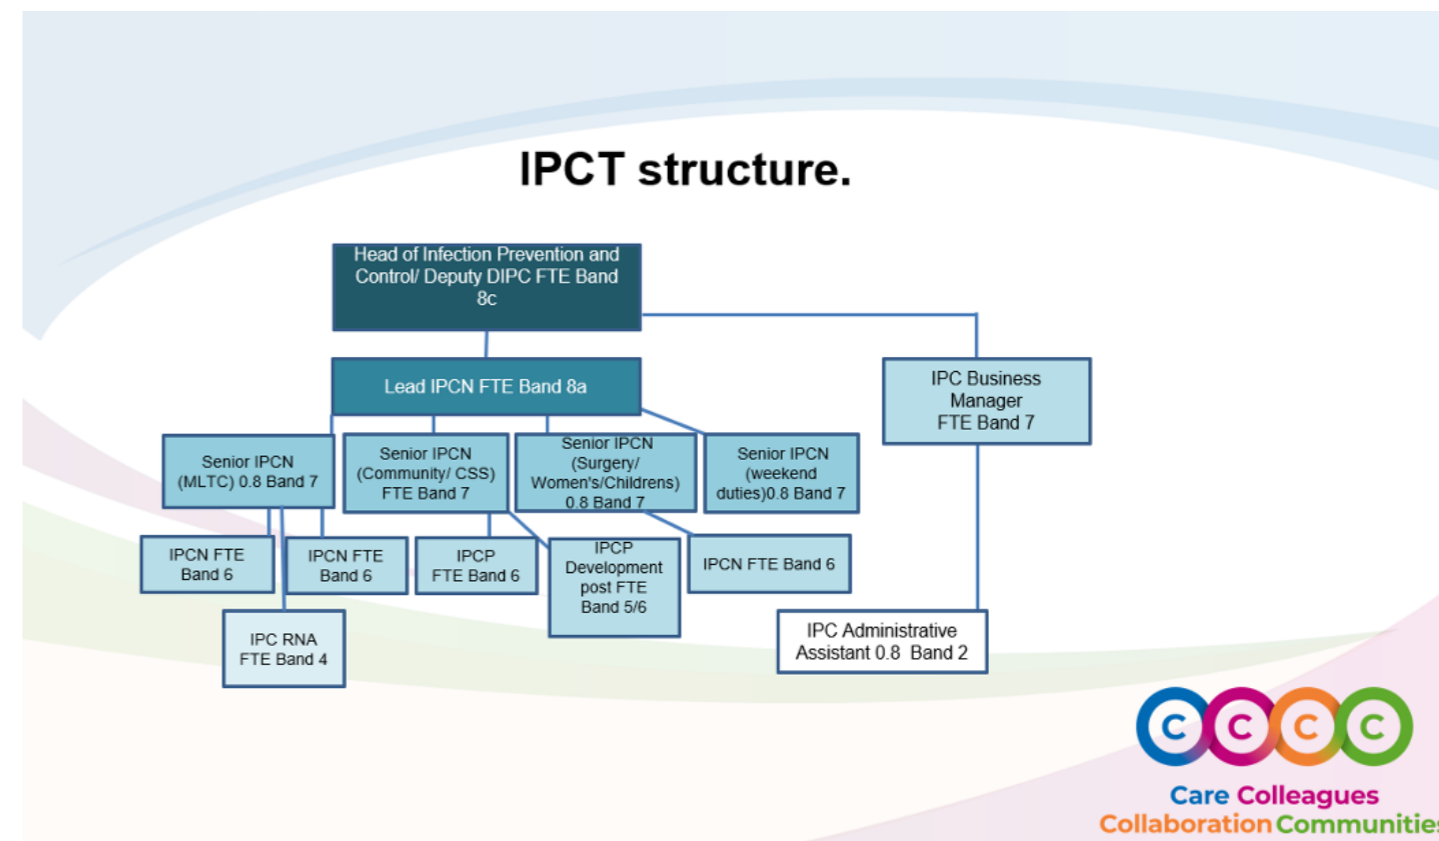 IPCT structure.
Head of Infection Prevention and
Control/ Deputy DIPC FTE Band
8c
Lead IPCN FTE Band 8a
IPC Business
Manager
FTE Band 7
Senior IPCN
(MLTC) 0.8 Band 7
Senior IPCN
(Community/ CSS)
FTE Band 7
Senior IPCN
(Surgery/
Women's/Childrens)
0.8 Band 7
Senior IPCN
(weekend
duties)0.8 Band 7
IPCN FTE
Band 6
IPCN FTE
Band 6
IPCP
FTE Band 6
IPCP
Development
post FTE
Band 5/6
IPCN FTE Band 6
IPC RNA
FTE Band 4
IPC Administrative
Assistant 0.8 Band 2
C C C C
Care Colleagues
Collaboration Communities